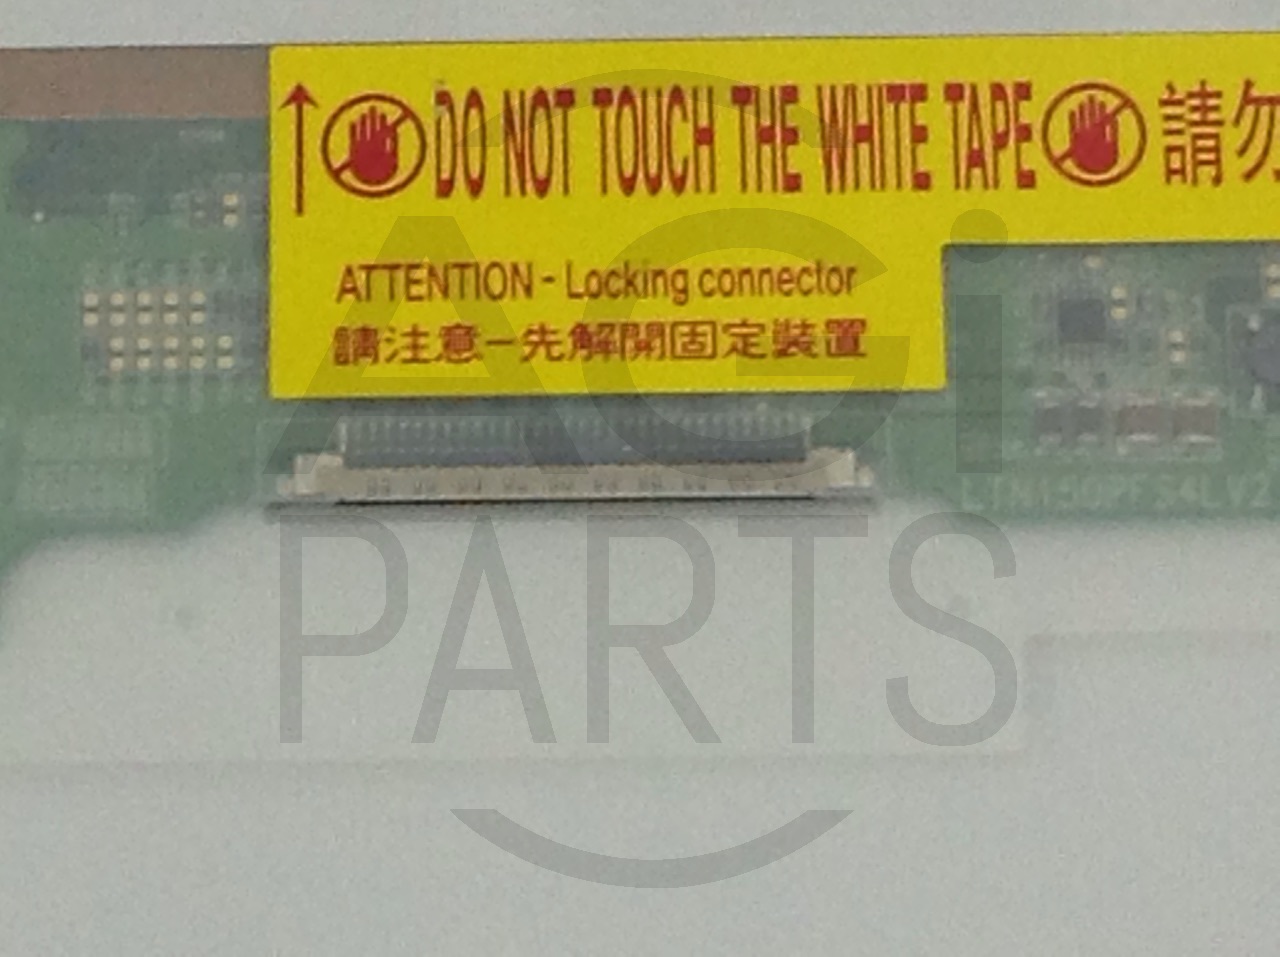 DO NOT TOUCH THE WHITE TAPE 請勿
ATTENTION - Locking connector
請注意－先解開固定裝置
AGi
PARTS